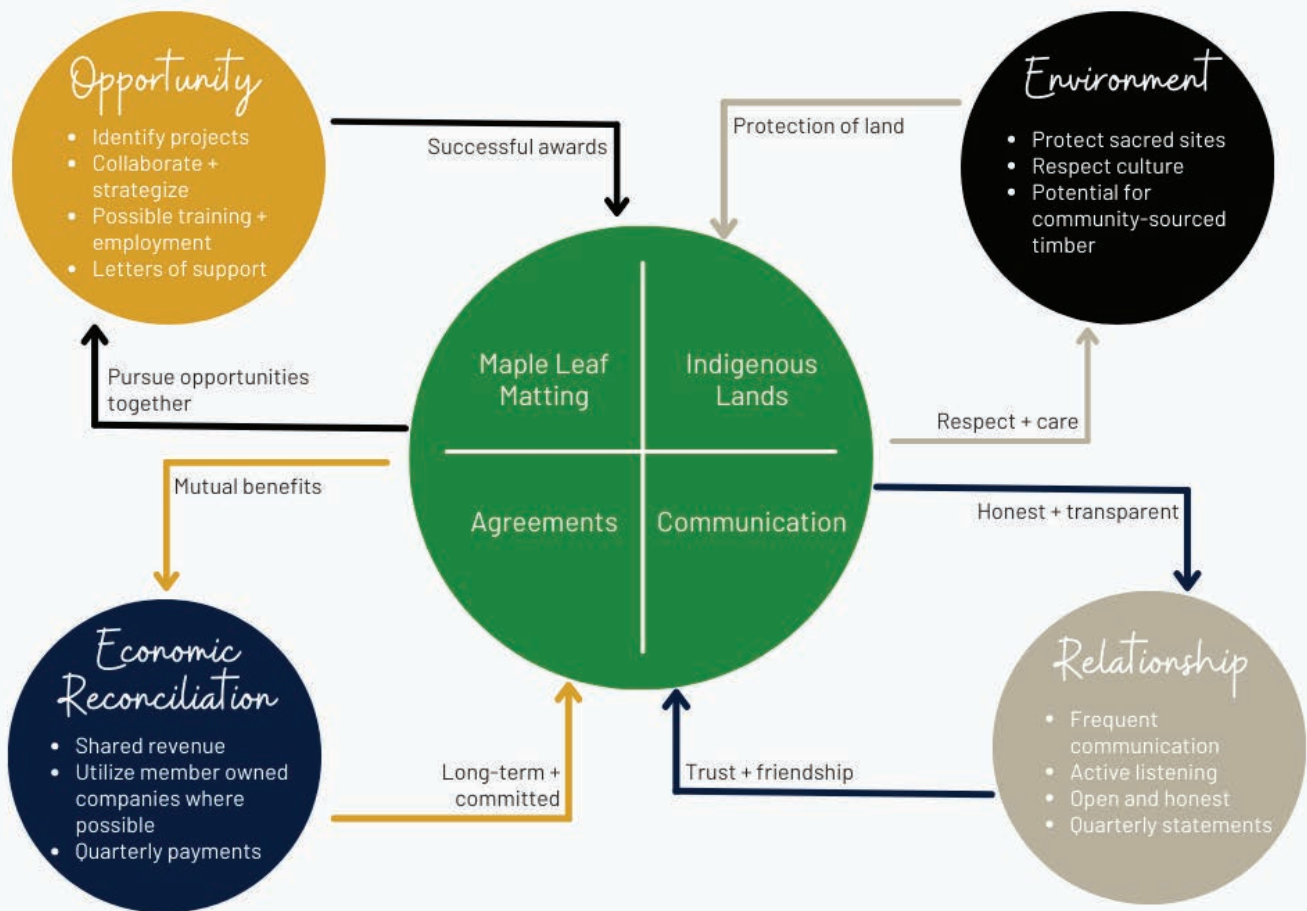 Opportunity
• Identify projects
• Collaborate +
strategize
• Possible training +
employment
• Letters of support
Successful awards
Protection of land
Environment
• Protect sacred sites
• Respect culture
• Potential for
community-sourced
timber
Pursue opportunities
together
Maple Leaf
Matting
Indigenous
Lands
Respect + care
Mutual benefits
Agreements
Communication
Honest + transparent
Economic
Reconciliation
• Shared revenue
• Utilize member owned
companies where
possible
• Quarterly payments
Long-term +
committed
Trust + friendship
Relationship
• Frequent
communication
• Active listening
• Open and honest
• Quarterly statements